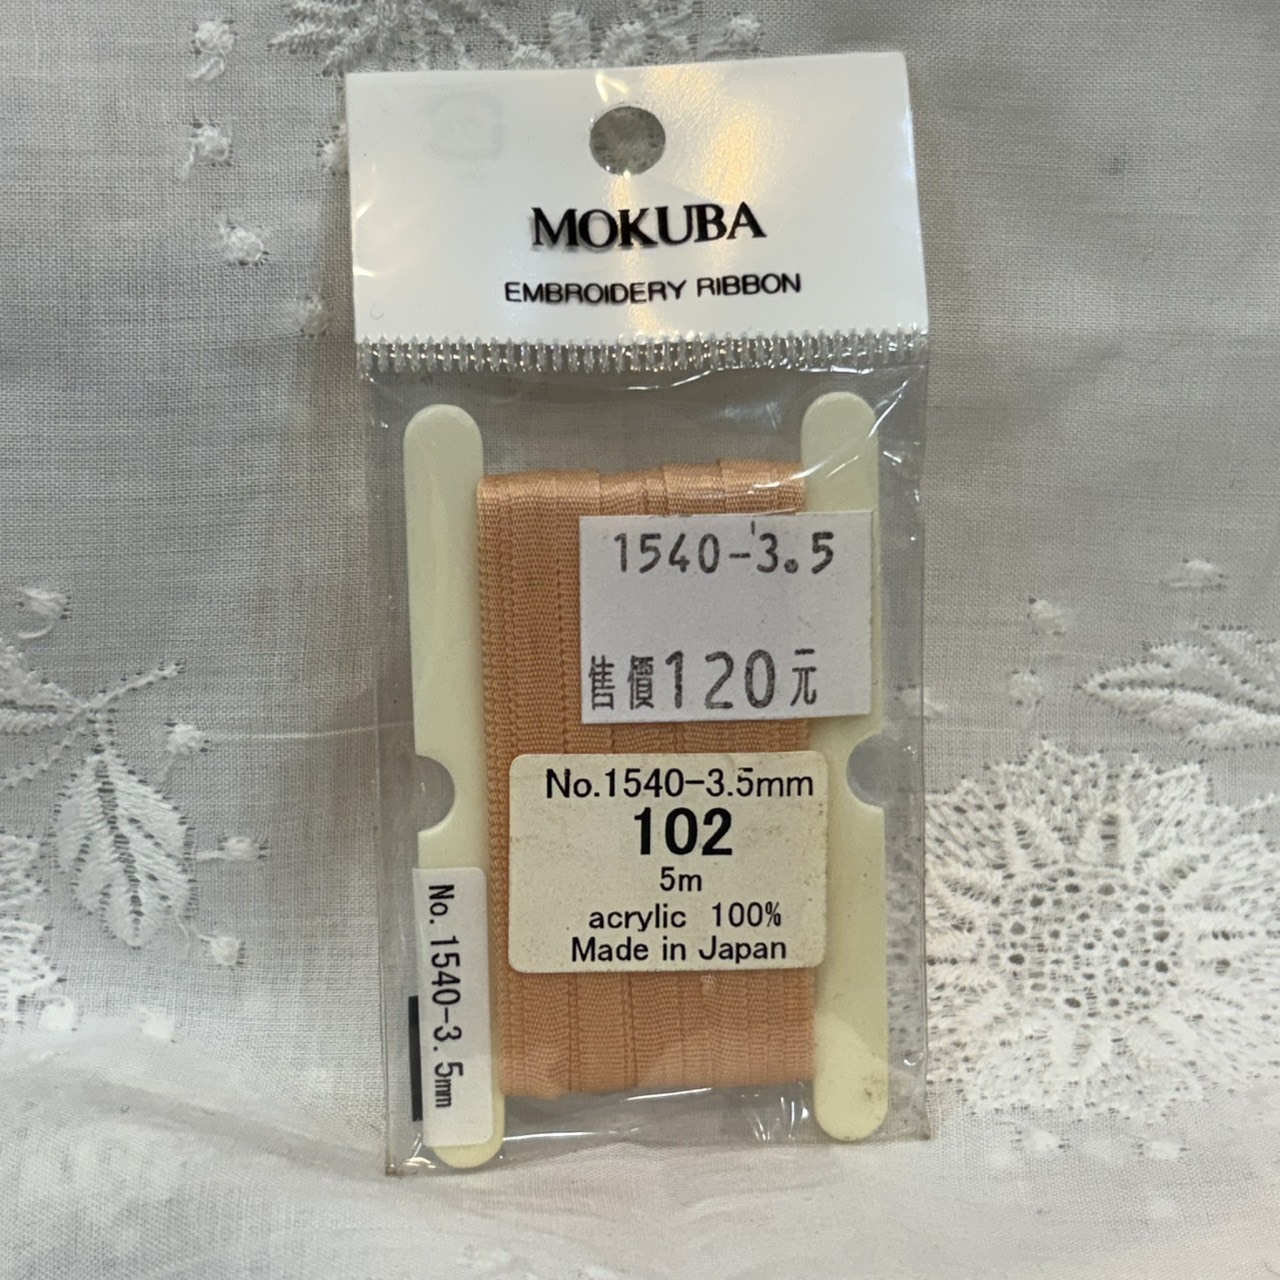 MOKUBA
EMBROIDERY RIBBON
1540-3.5
售價120元
No.1540-3.5mm
102
5m
acrylic 100%
Made in Japan
No. 1540-3.5mm